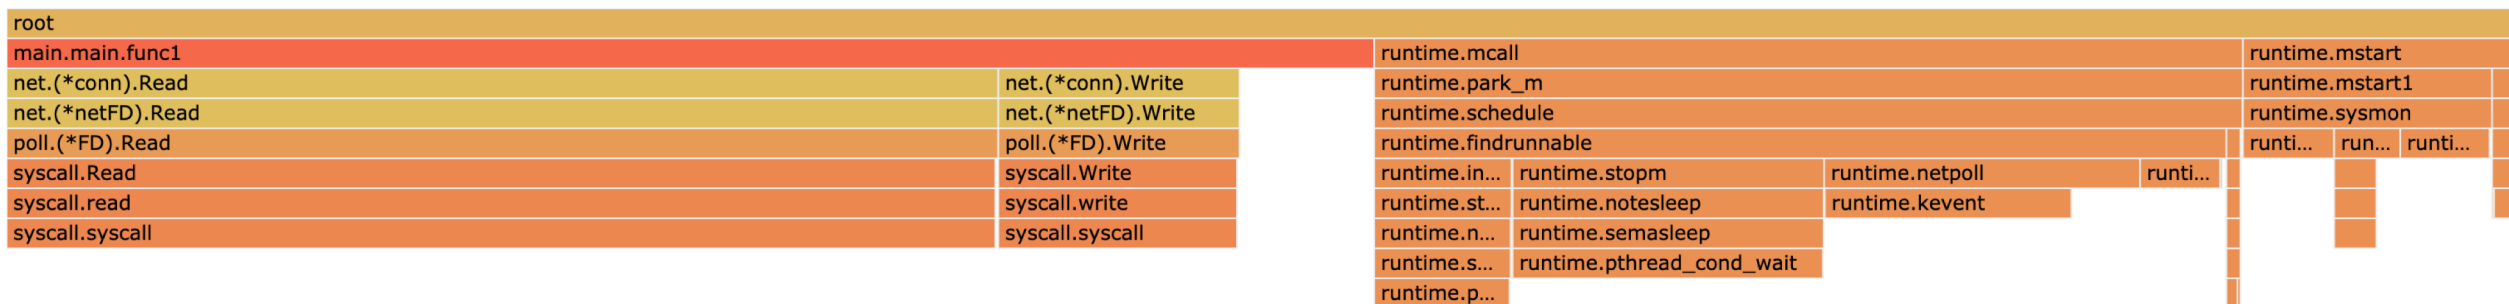 root
main.main.func1 runtime.mcall runtime.mstart
net.(*conn).Read net.(*conn).Write runtime.park_m runtime.mstart1
net.(*netFD).Read net.(*netFD).Write runtime.schedule runtime.sysmon
poll.(*FD).Read poll.(*FD).Write runtime.findrunnable runti... run... runti...
syscall.Read syscall.Write runtime.in... runtime.stopm runtime.netpoll runti...
syscall.read syscall.write runtime.st... runtime.notesleep runtime.kevent
syscall.syscall syscall.syscall runtime.n... runtime.semasleep
runtime.s... runtime.pthread_cond_wait
runtime.p...